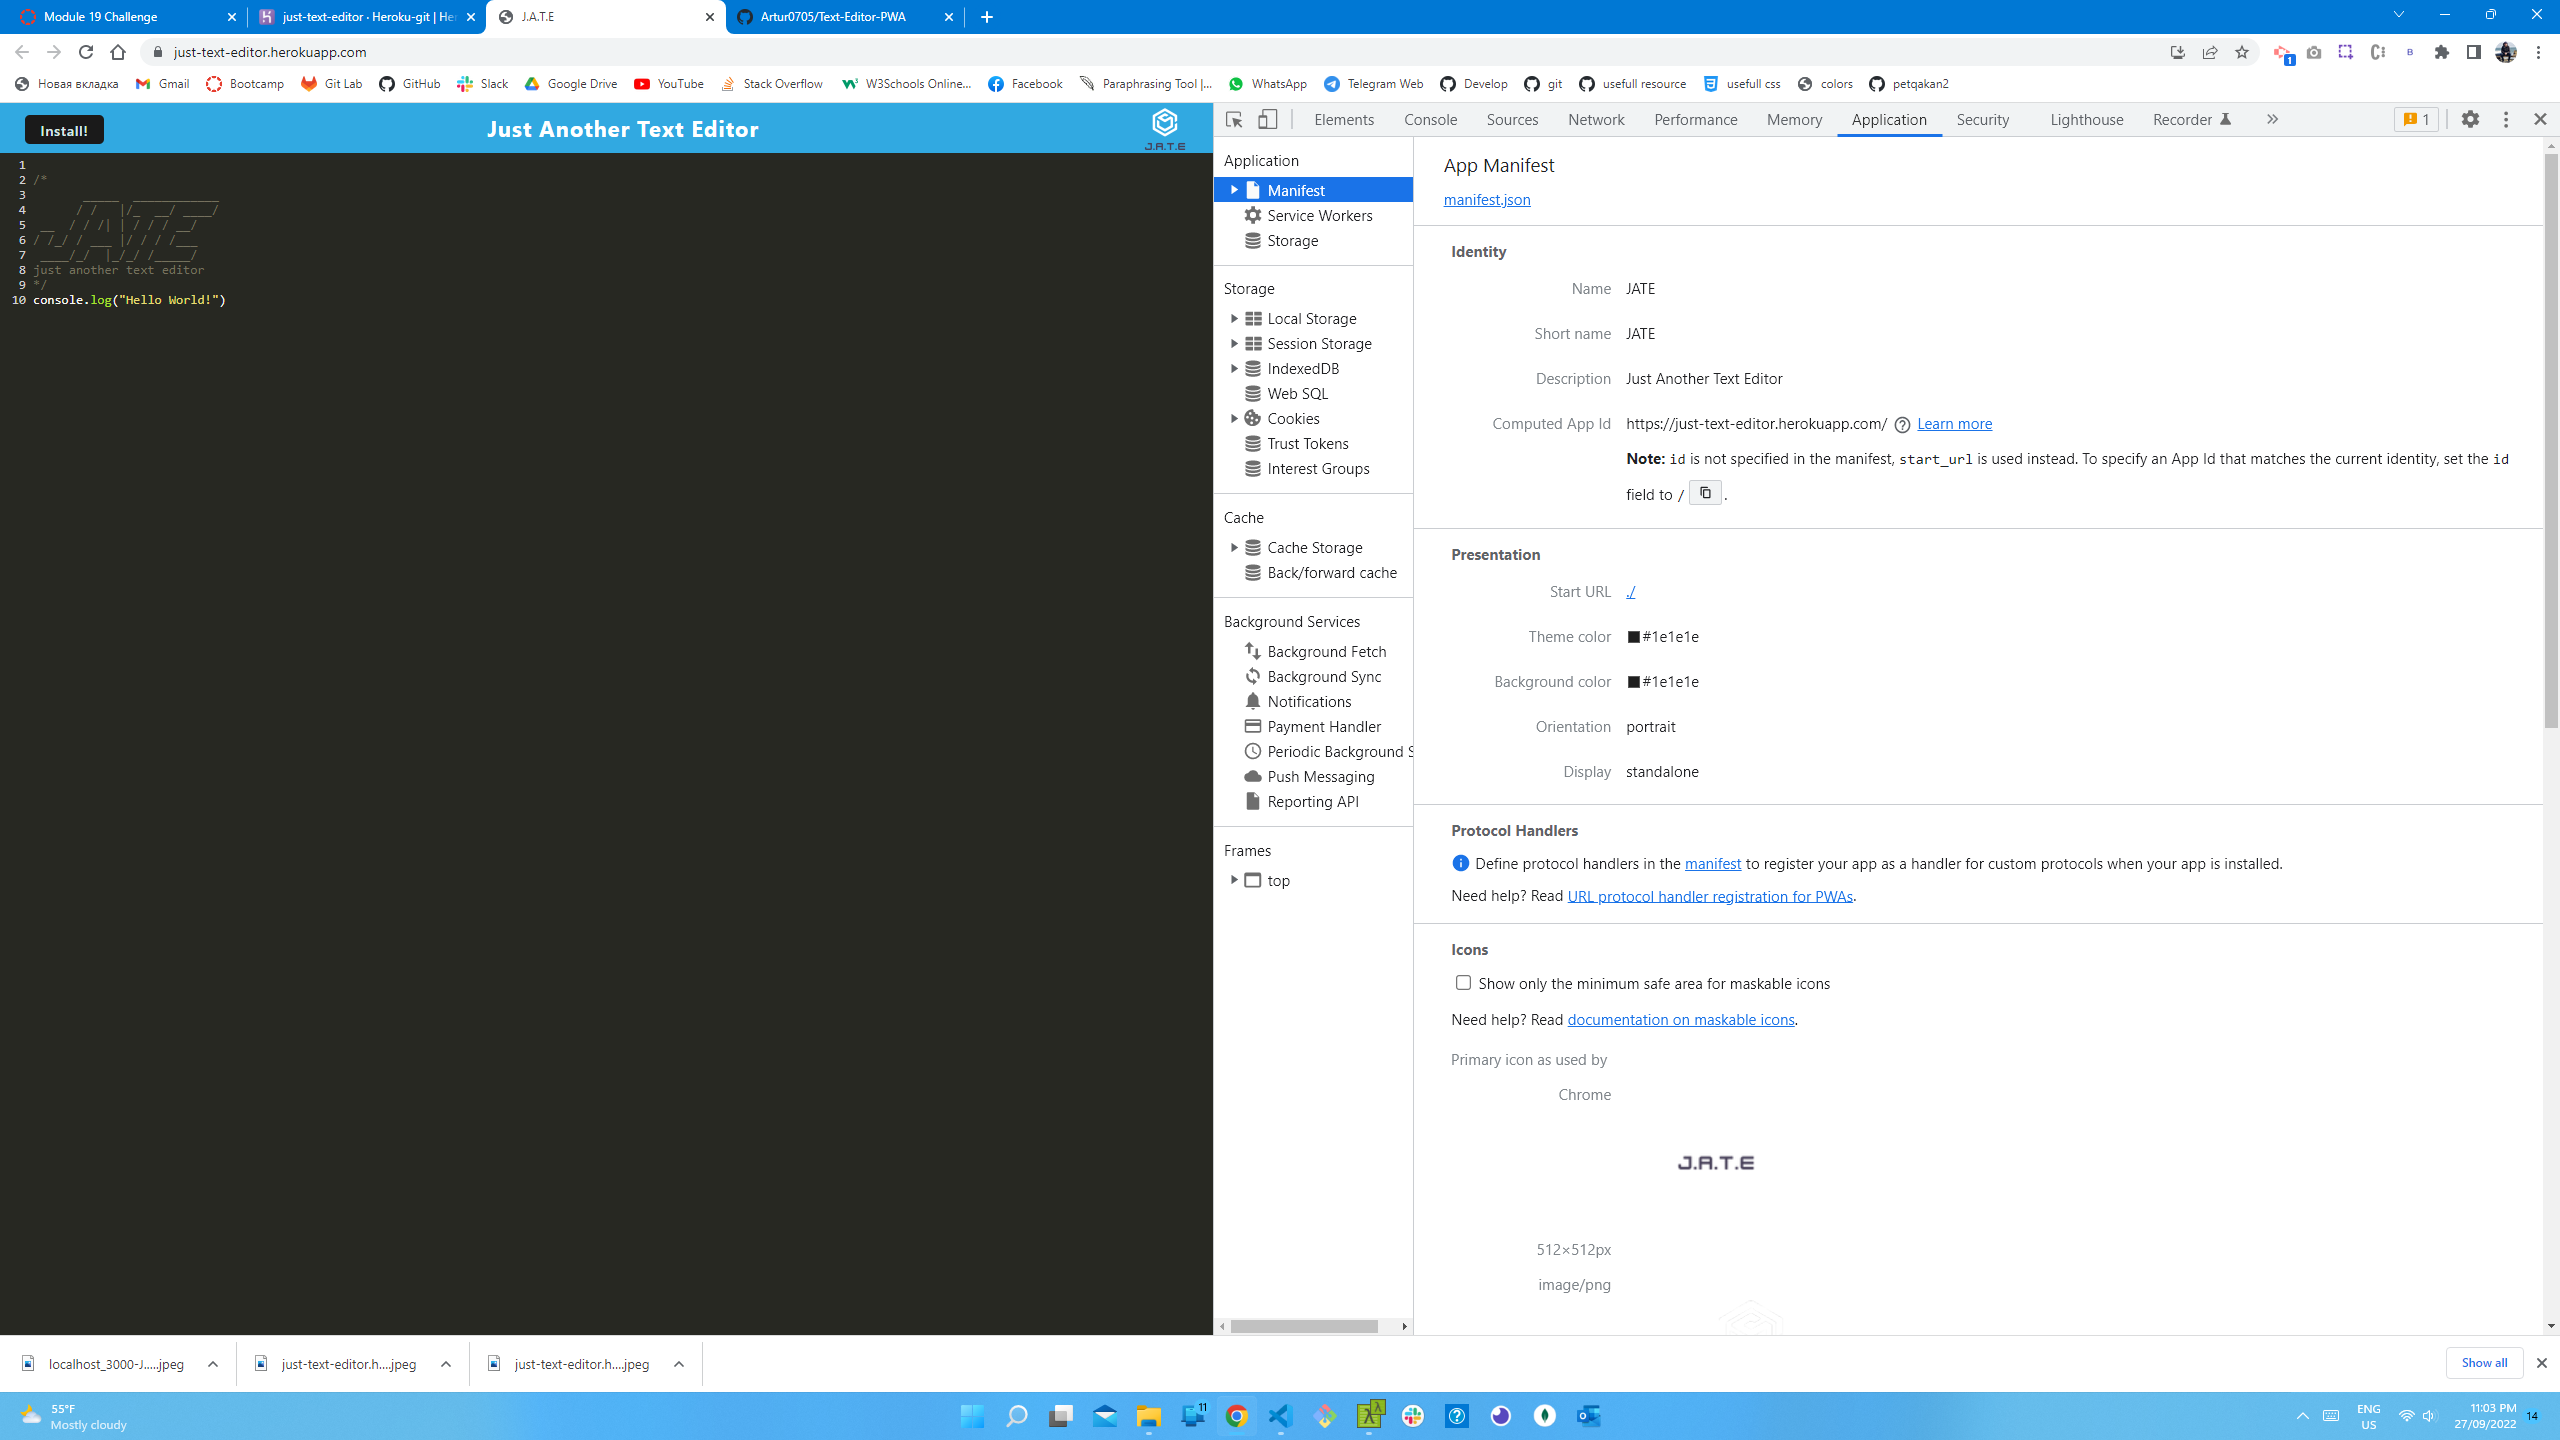 Module 19 Challenge
just-text-editor · Heroku-git | Her
J.A.T.E
Artur0705/Text-Editor-PWA
just-text-editor.herokuapp.com
1
Новая вкладка
Gmail
Bootcamp
Git Lab
GitHub
Slack
Google Drive
YouTube
Stack Overflow
W3Schools Online...
Facebook
Paraphrasing Tool |...
WhatsApp
Telegram Web
Develop
git
usefull resource
usefull css
colors
petqakan2
Install!
Just Another Text Editor
J.A.T.E
1
2 /*
3         _____  ____________
4       / /   |/_  __/ ____/
5  __  / / /| | / / / __/
6 / /_/ / ___ |/ / / /___
7  ____/_/  |_/_/ /_____/
8 just another text editor
9 */
10 console.log("Hello World!")
Elements
Console
Sources
Network
Performance
Memory
Application
Security
Lighthouse
Recorder
1
Application
Manifest
Service Workers
Storage
Storage
Local Storage
Session Storage
IndexedDB
Web SQL
Cookies
Trust Tokens
Interest Groups
Cache
Cache Storage
Back/forward cache
Background Services
Background Fetch
Background Sync
Notifications
Payment Handler
Periodic Background S
Push Messaging
Reporting API
Frames
top
App Manifest
manifest.json
Identity
Name JATE
Short name JATE
Description Just Another Text Editor
Computed App Id https://just-text-editor.herokuapp.com/ Learn more
Note: id is not specified in the manifest, start_url is used instead. To specify an App Id that matches the current identity, set the id
field to / .
Presentation
Start URL ./
Theme color #1e1e1e
Background color #1e1e1e
Orientation portrait
Display standalone
Protocol Handlers
Define protocol handlers in the manifest to register your app as a handler for custom protocols when your app is installed.
Need help? Read URL protocol handler registration for PWAs.
Icons
Show only the minimum safe area for maskable icons
Need help? Read documentation on maskable icons.
Primary icon as used by
Chrome
J.A.T.E
512×512px
image/png
localhost_3000-J.....jpeg
just-text-editor.h....jpeg
just-text-editor.h....jpeg
Show all
55°F
Mostly cloudy
11
ENG
US
11:03 PM
27/09/2022
14